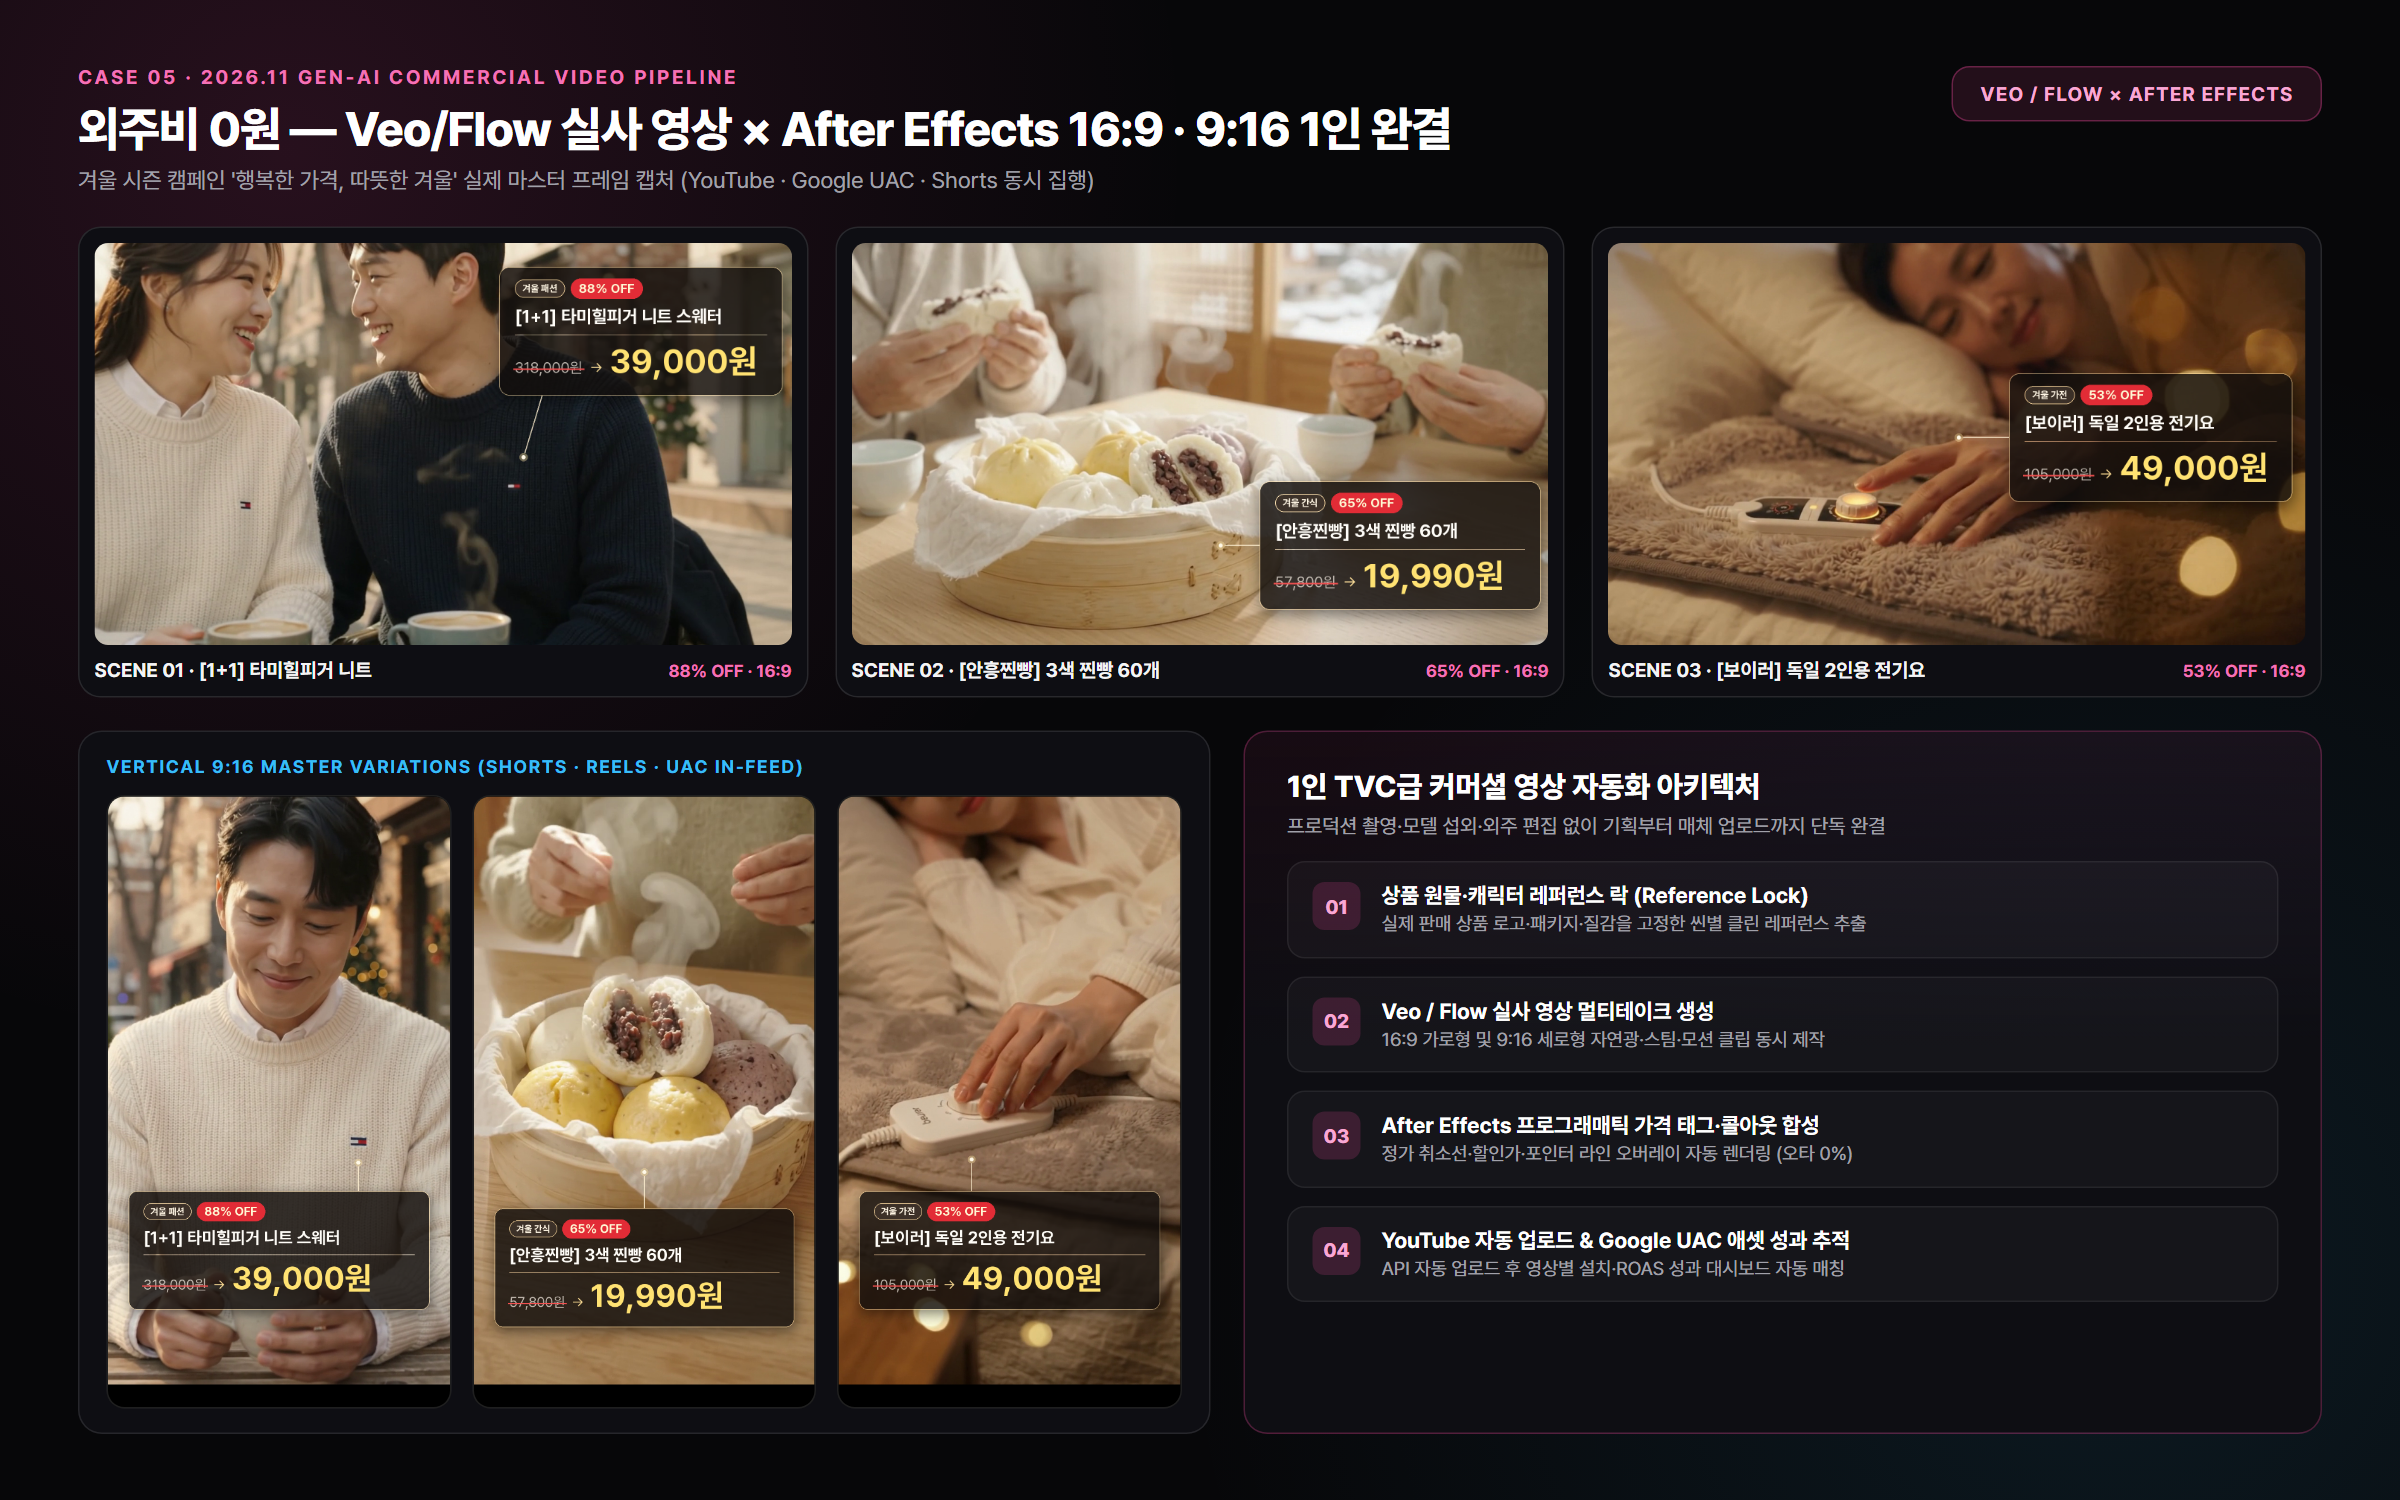 CASE 05 · 2026.11 GEN-AI COMMERCIAL VIDEO PIPELINE
외주비 0원 — Veo/Flow 실사 영상 × After Effects 16:9 · 9:16 1인 완결
겨울 시즌 캠페인 '행복한 가격, 따뜻한 겨울' 실제 마스터 프레임 캡처 (YouTube · Google UAC · Shorts 동시 집행)
VEO / FLOW × AFTER EFFECTS
겨울 패션 88% OFF
[1+1] 타미힐피거 니트 스웨터
318,000원 → 39,000원
SCENE 01 · [1+1] 타미힐피거 니트
88% OFF · 16:9
겨울 간식 65% OFF
[안흥찐빵] 3색 찐빵 60개
57,800원 → 19,990원
SCENE 02 · [안흥찐빵] 3색 찐빵 60개
65% OFF · 16:9
겨울 가전 53% OFF
[보이러] 독일 2인용 전기요
105,000원 → 49,000원
SCENE 03 · [보이러] 독일 2인용 전기요
53% OFF · 16:9
VERTICAL 9:16 MASTER VARIATIONS (SHORTS · REELS · UAC IN-FEED)
겨울 패션 88% OFF
[1+1] 타미힐피거 니트 스웨터
318,000원 → 39,000원
겨울 간식 65% OFF
[안흥찐빵] 3색 찐빵 60개
57,800원 → 19,990원
beurer
겨울 가전 53% OFF
[보이러] 독일 2인용 전기요
105,000원 → 49,000원
1인 TVC급 커머셜 영상 자동화 아키텍처
프로덕션 촬영·모델 섭외·외주 편집 없이 기획부터 매체 업로드까지 단독 완결
01
상품 원물·캐릭터 레퍼런스 락 (Reference Lock)
실제 판매 상품 로고·패키지·질감을 고정한 씬별 클린 레퍼런스 추출
02
Veo / Flow 실사 영상 멀티테이크 생성
16:9 가로형 및 9:16 세로형 자연광·스팀·모션 클립 동시 제작
03
After Effects 프로그래매틱 가격 태그·콜아웃 합성
정가 취소선·할인가·포인터 라인 오버레이 자동 렌더링 (오타 0%)
04
YouTube 자동 업로드 & Google UAC 애셋 성과 추적
API 자동 업로드 후 영상별 설치·ROAS 성과 대시보드 자동 매칭